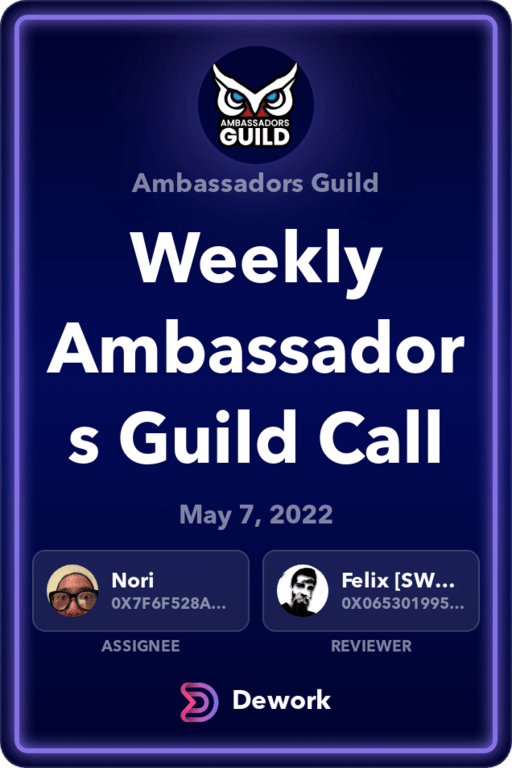 AMBASSADORS
GUILD
Ambassadors Guild
Weekly
Ambassador
s Guild Call
May 7, 2022
Nori
0X7F6F528A...
Felix [SW...
0X065301995...
ASSIGNEE
REVIEWER
Dework